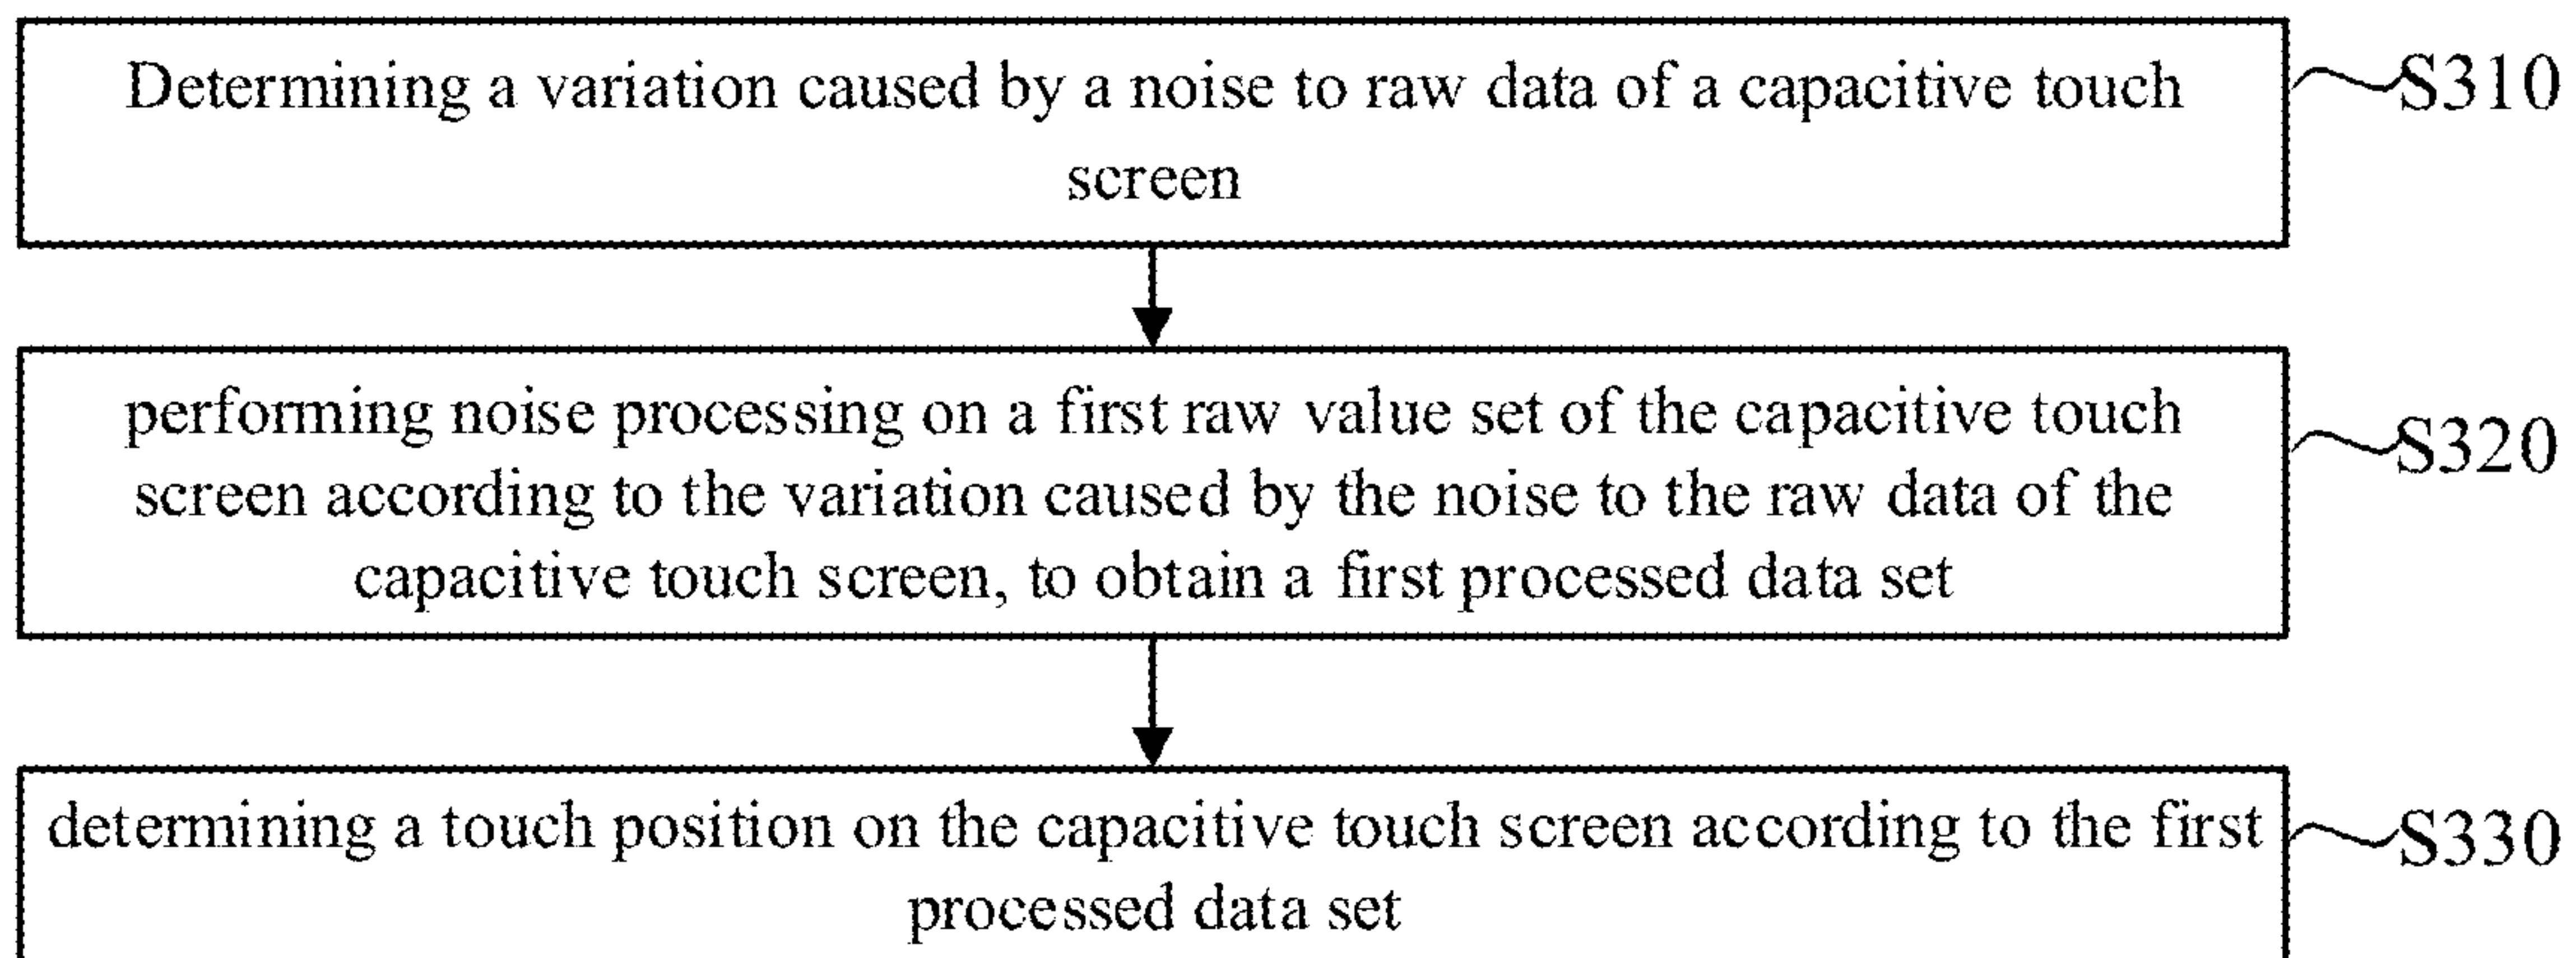 Determining a variation caused by a noise to raw data of a capacitive touch
screen
S310
performing noise processing on a first raw value set of the capacitive touch
screen according to the variation caused by the noise to the raw data of the
capacitive touch screen, to obtain a first processed data set
S320
determining a touch position on the capacitive touch screen according to the first
processed data set
S330